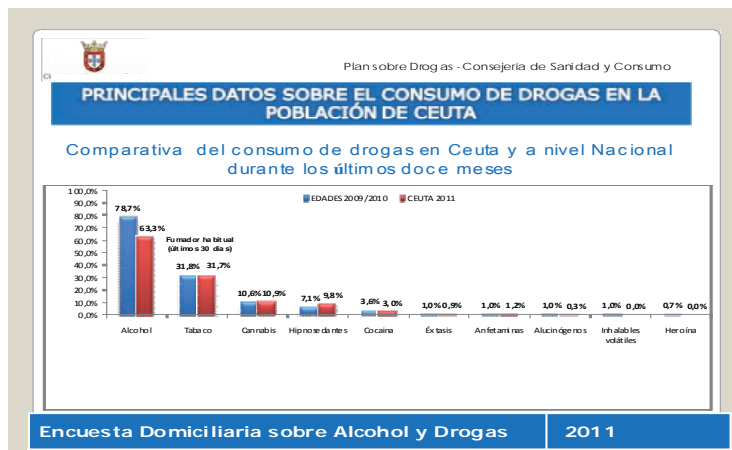 Plan sobre Drogas - Consejería de Sanidad y Consumo
PRINCIPALES DATOS SOBRE EL CONSUMO DE DROGAS EN LA
POBLACIÓN DE CEUTA
Comparativa del consumo de drogas en Ceuta y a nivel Nacional
durante los últimos doce meses
100,0%
90,0%
80,0%
70,0%
60,0%
50,0%
40,0%
30,0%
20,0%
10,0%
0,0%
EDADES 2009/2010 CEUTA 2011
78,7% 63,3%
Fumador habitual
(últimos 30 días)
31,8% 31,7%
10,6% 10,9%
7,1% 9,8%
3,6% 3,0%
1,0% 0,9%
1,0% 1,2%
1,0% 0,3%
1,0% 0,0%
0,7% 0,0%
Alcohol Tabaco Cannabis Hipnosedantes Cocaina Éxtasis Anfetaminas Alucinógenos Inhalables Heroína
volátiles
Encuesta Domiciliaria sobre Alcohol y Drogas 2011